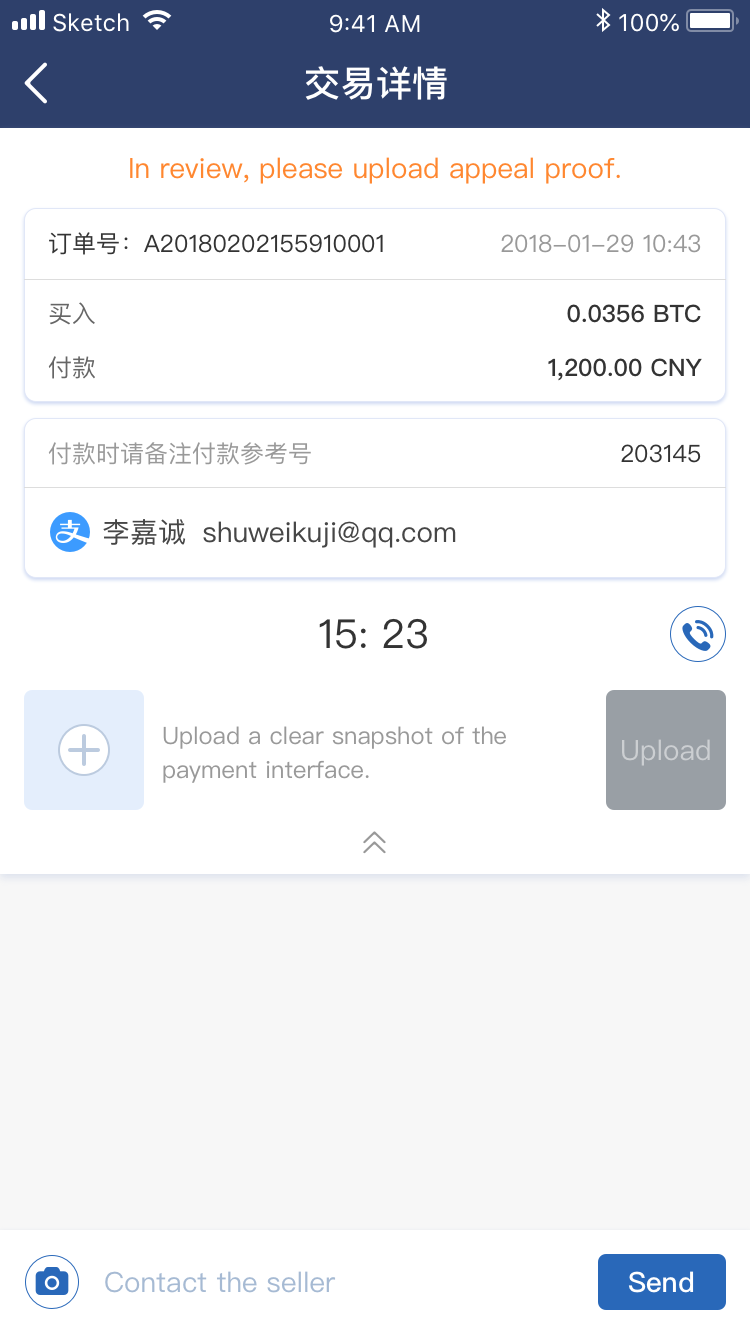 Sketch 9:41 AM 100%
交易详情
In review, please upload appeal proof.
订单号：A20180202155910001 2018-01-29 10:43
买入 0.0356 BTC
付款 1,200.00 CNY
付款时请备注付款参考号 203145
支 李嘉诚 shuweikuji@qq.com
15: 23
Upload a clear snapshot of the
payment interface.
Upload
Contact the seller
Send